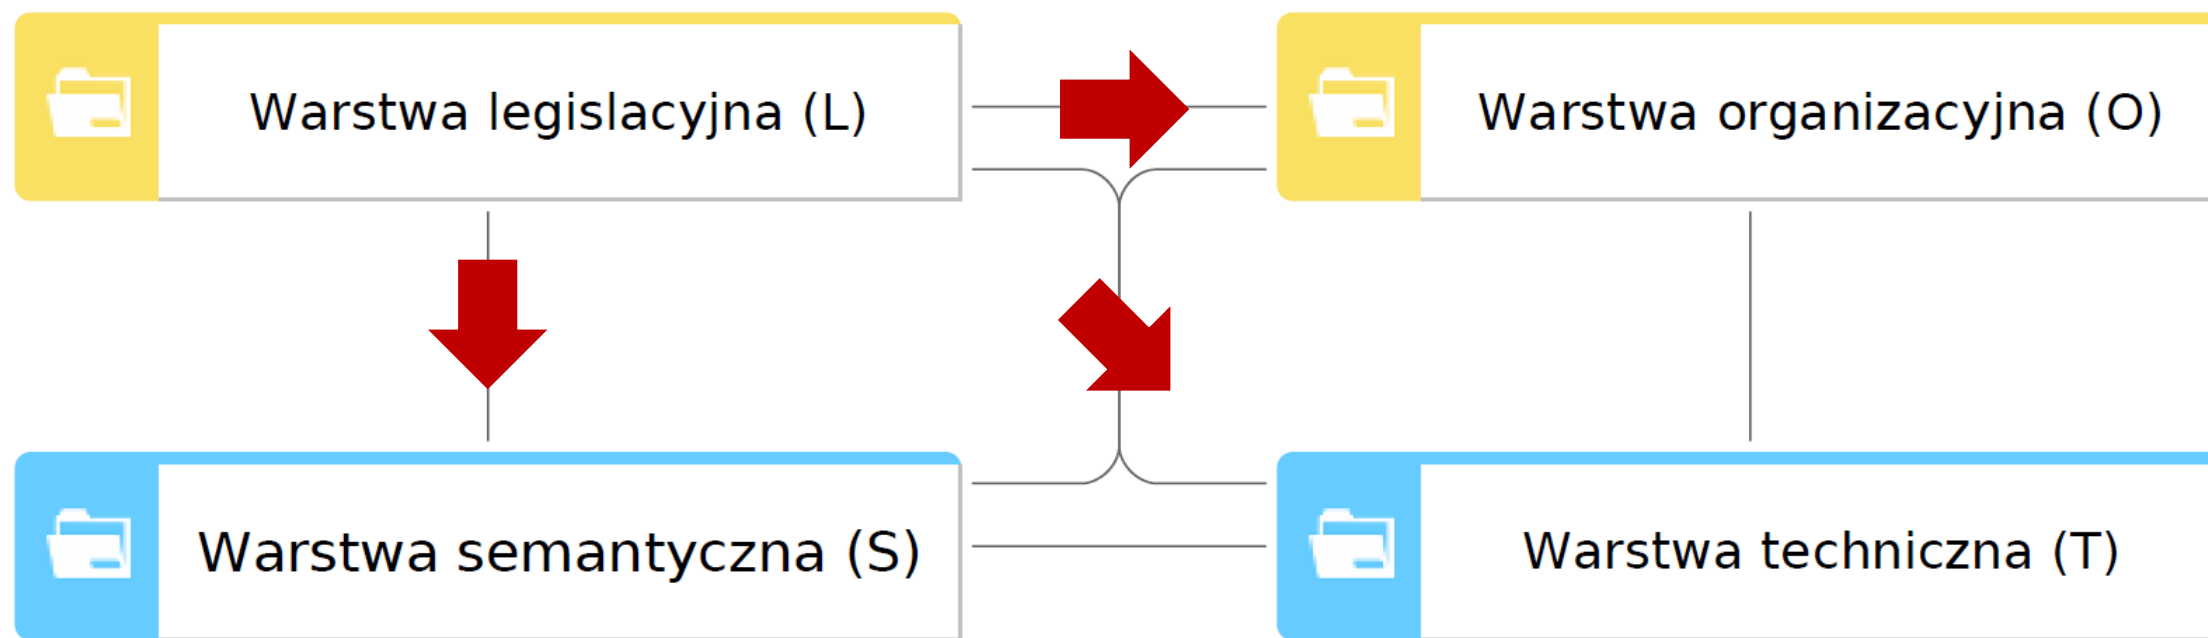 Warstwa legislacyjna (L)
Warstwa organizacyjna (O)
Warstwa semantyczna (S)
Warstwa techniczna (T)